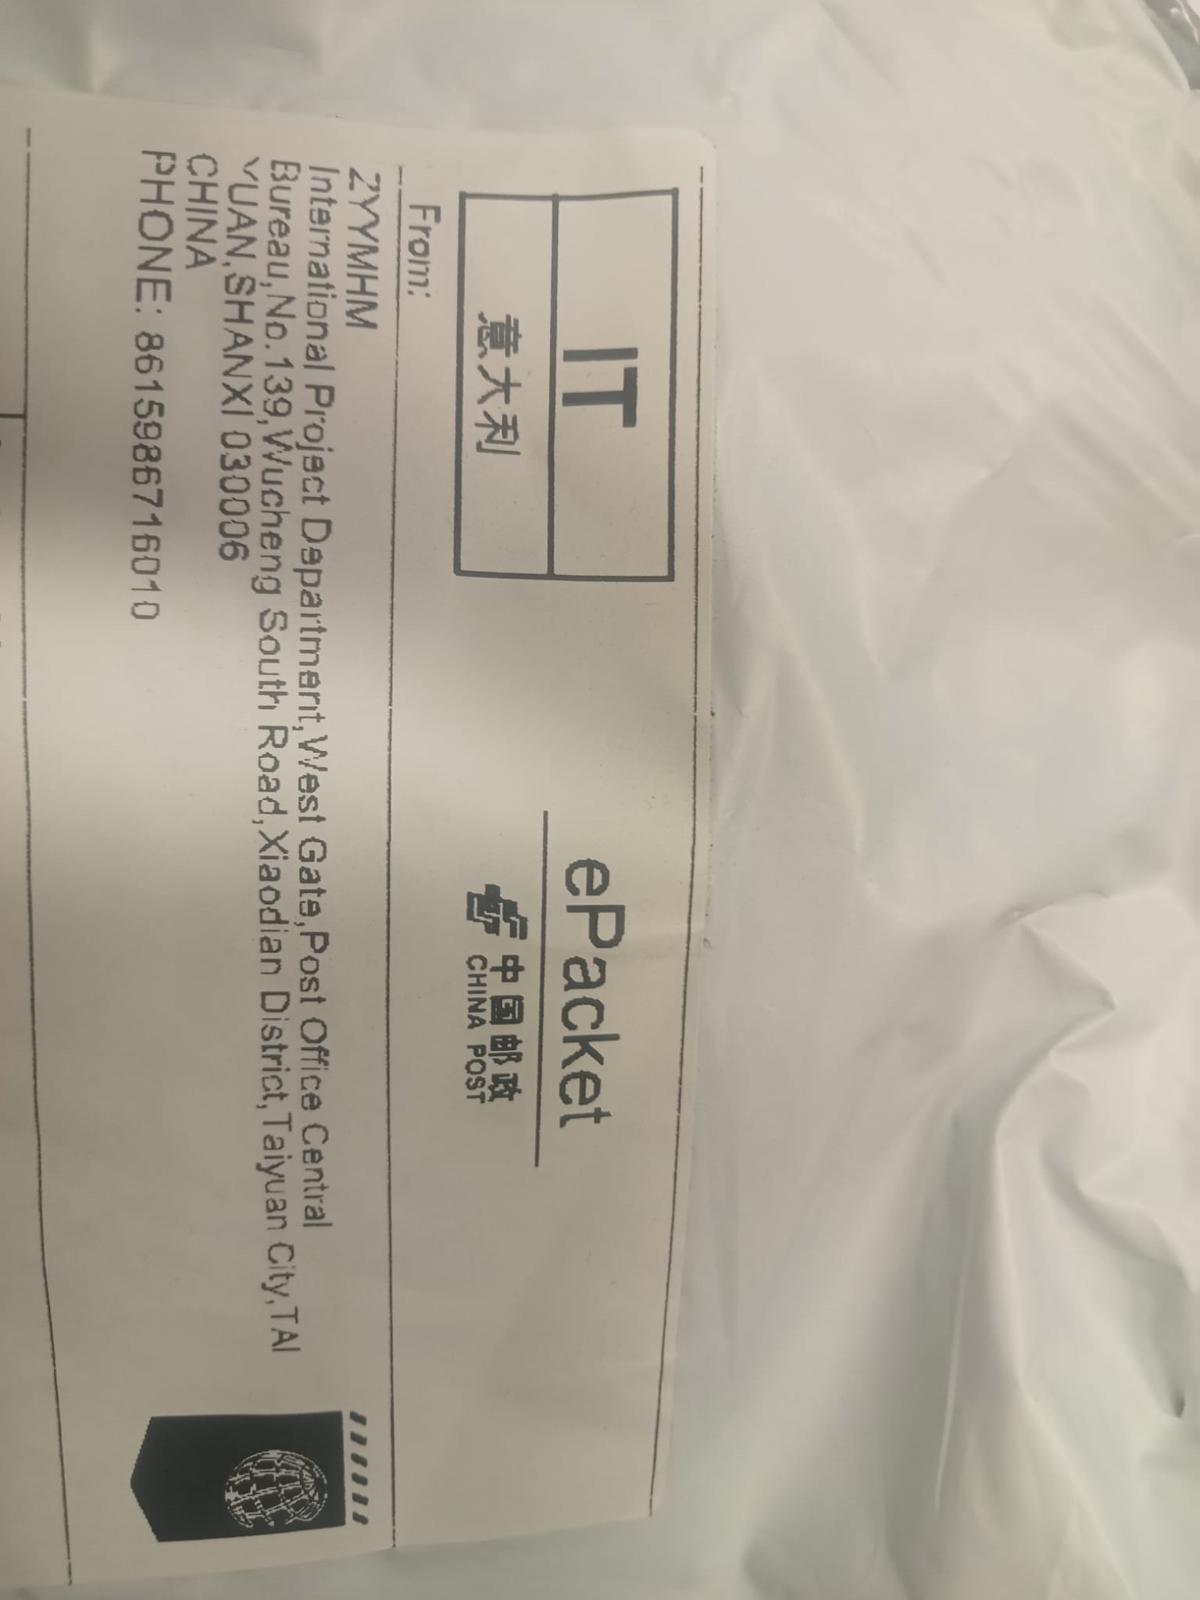 IT
意大利
ePacket
中国邮政
CHINA POST
From:
ZYYMHM
International Project Department,West Gate,Post Office Central
Bureau,No.139,Wucheng South Road,Xiaodian District,Taiyuan City,TAI
YUAN,SHANXI 030006
CHINA
PHONE: 8615986716010